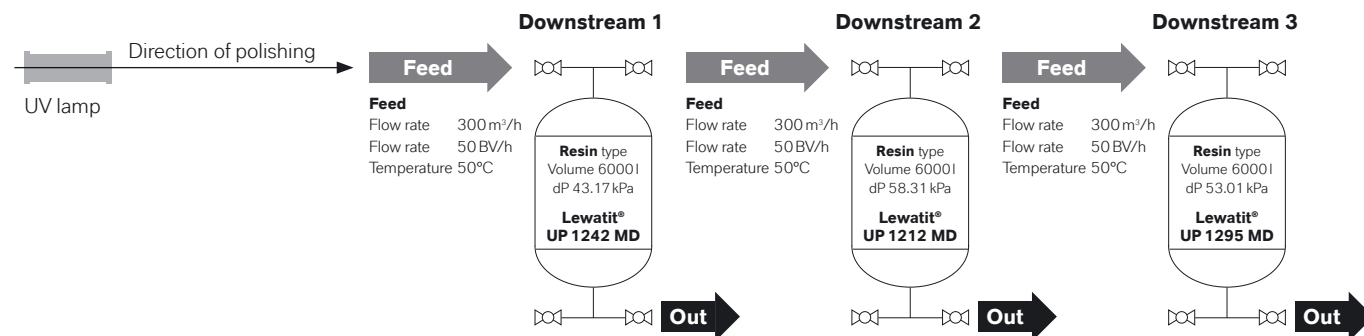 Direction of polishing
UV lamp
Downstream 1
Feed
Feed
Flow rate 300 m³/h
Flow rate 50 BV/h
Temperature 50°C
Resin type
Volume 6000 l
dP 43.17 kPa
Lewatit®
UP 1242 MD
Out
Downstream 2
Feed
Feed
Flow rate 300 m³/h
Flow rate 50 BV/h
Temperature 50°C
Resin type
Volume 6000 l
dP 58.31 kPa
Lewatit®
UP 1212 MD
Out
Downstream 3
Feed
Feed
Flow rate 300 m³/h
Flow rate 50 BV/h
Temperature 50°C
Resin type
Volume 6000 l
dP 53.01 kPa
Lewatit®
UP 1295 MD
Out